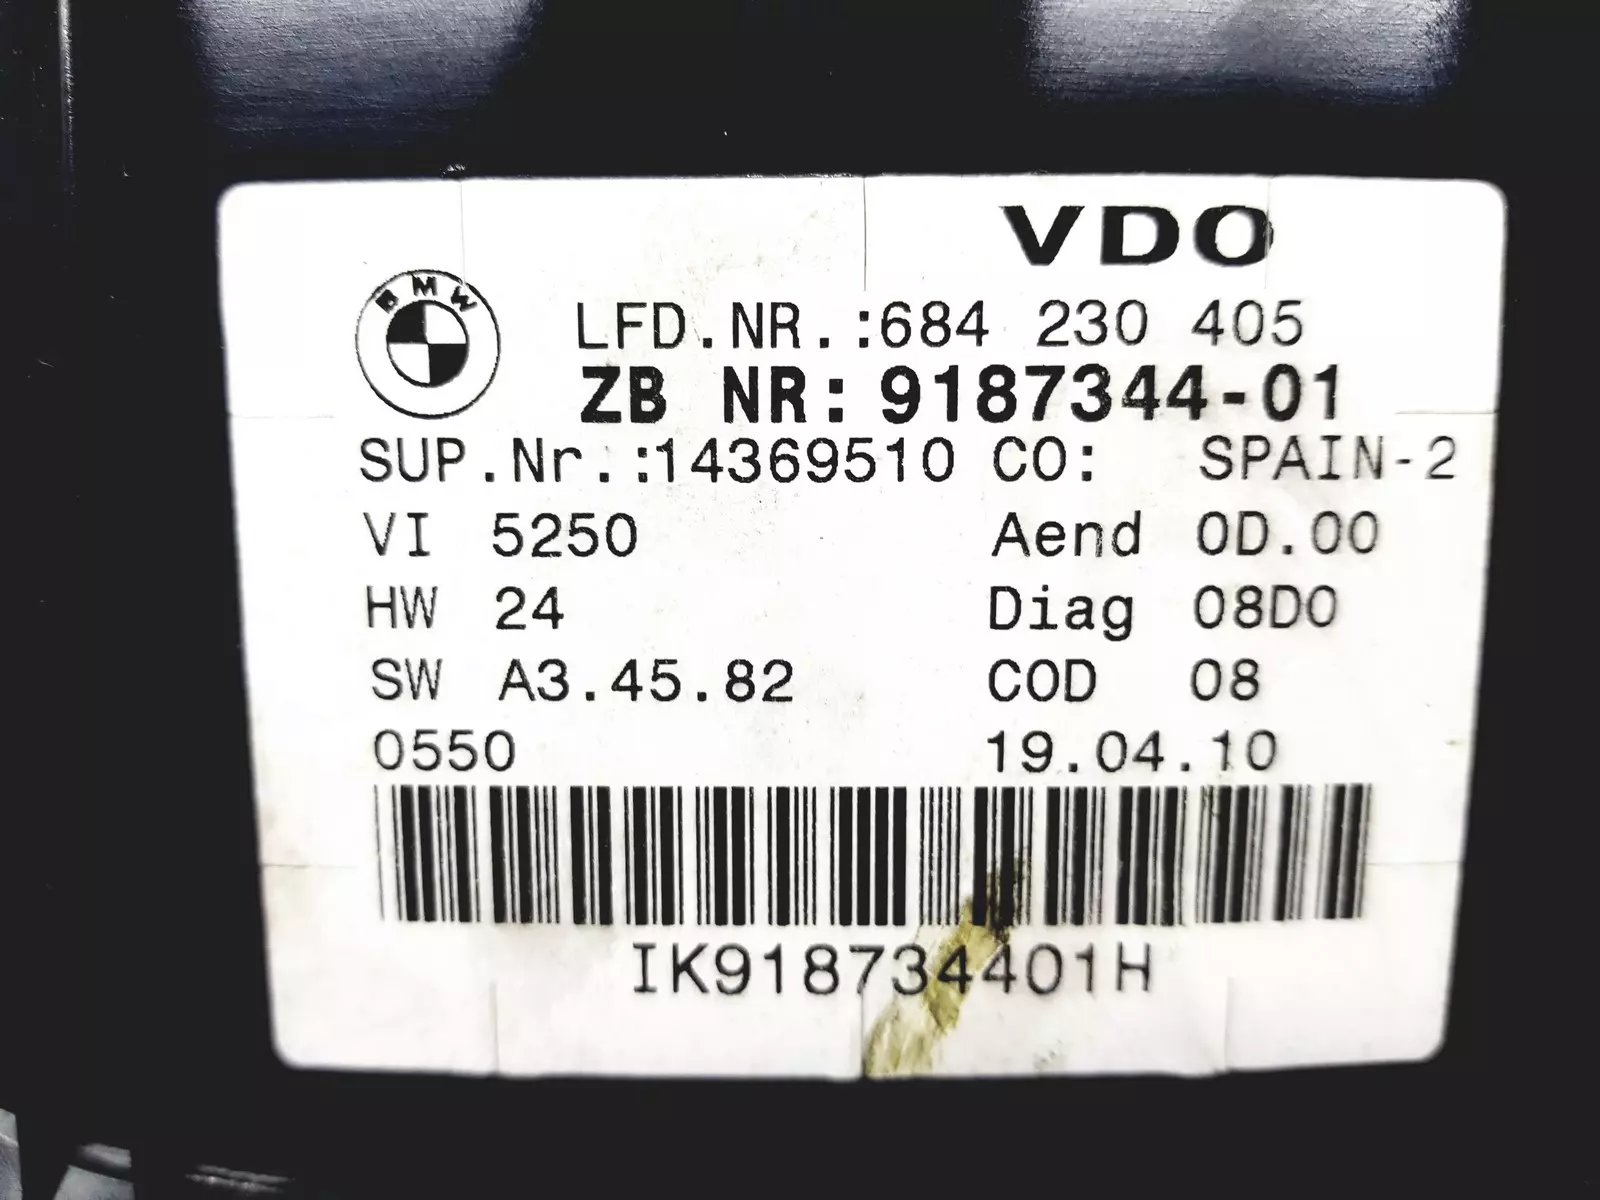 VDO
BMW
LFD.NR.:684 230 405
ZB NR:9187344-01
SUP.Nr.:14369510 CO: SPAIN-2
VI 5250 Aend 0D.00
HW 24 Diag 08D0
SW A3.45.82 COD 08
0550 19.04.10
IK918734401H